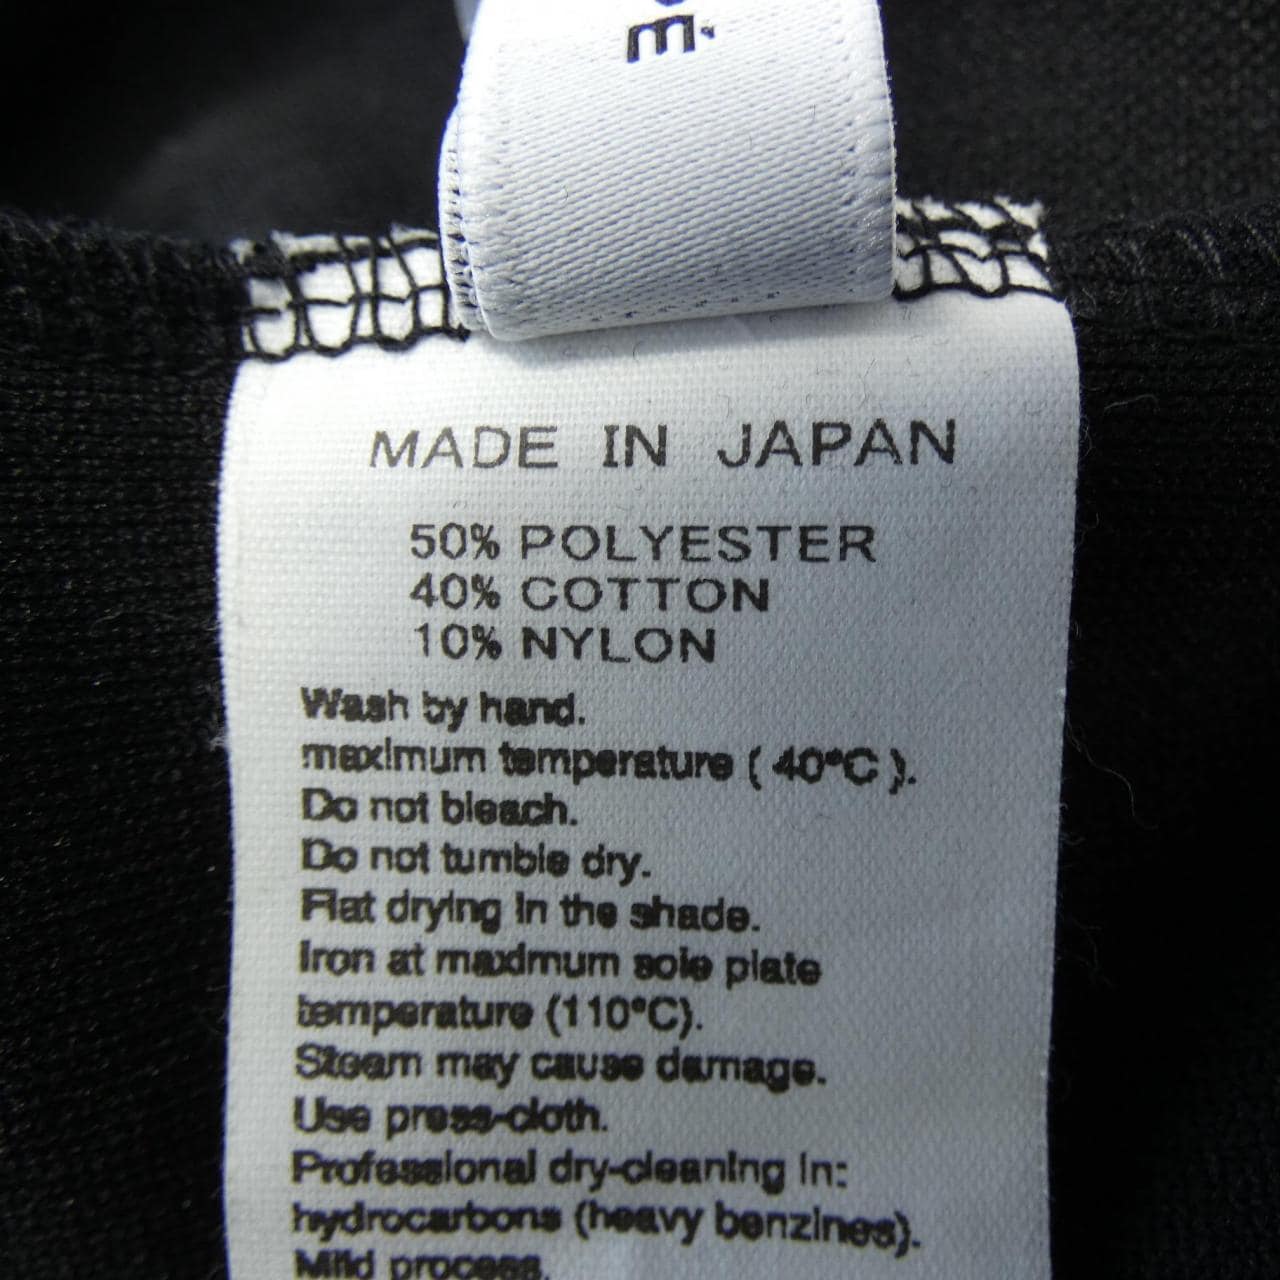 E.
MADE IN JAPAN
50% POLYESTER
40% COTTON
10% NYLON
Wash by hand.
maximum temperature ( 40°C ).
Do not bleach.
Do not tumble dry.
Flat drying in the shade.
Iron at maximum sole plate
temperature (110°C).
Steam may cause damage.
Use press-cloth.
Professional dry-cleaning in:
hydrocarbons (heavy benzines).
Mild process.